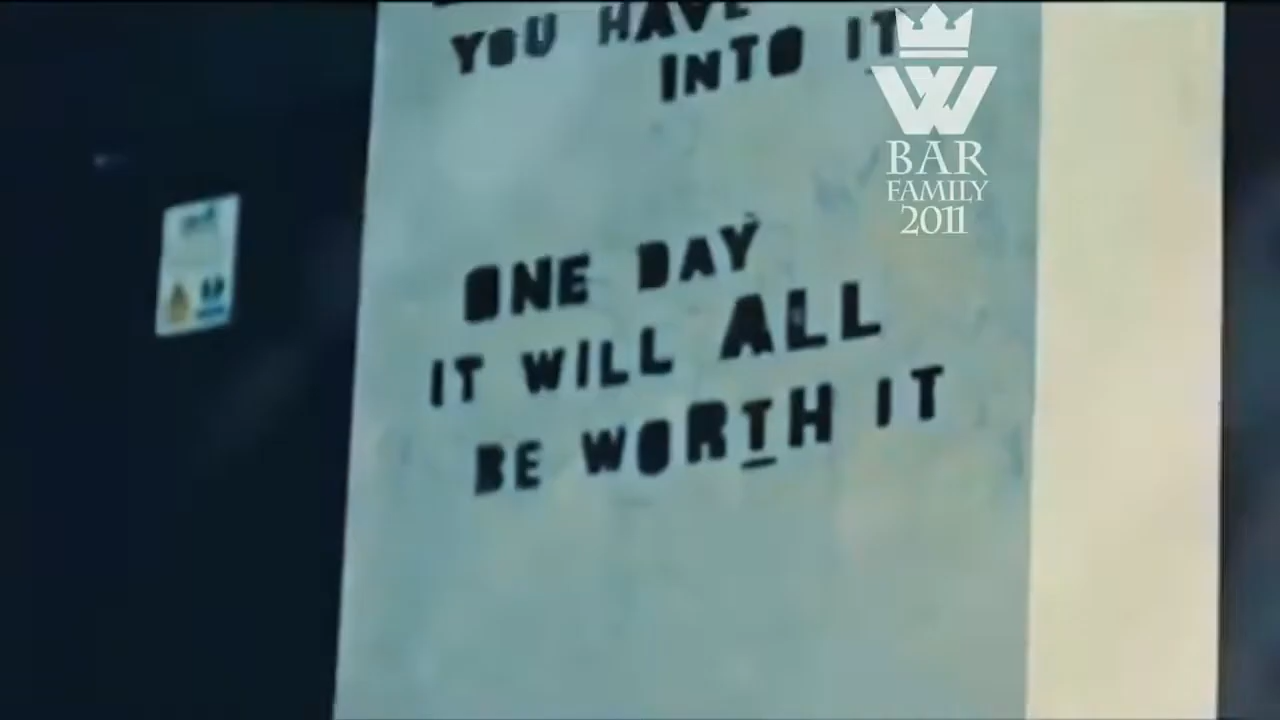 YOU HAVE
INTO IT
W
BAR
FAMILY
2011
ONE DAY
IT WILL ALL
BE WORTH IT